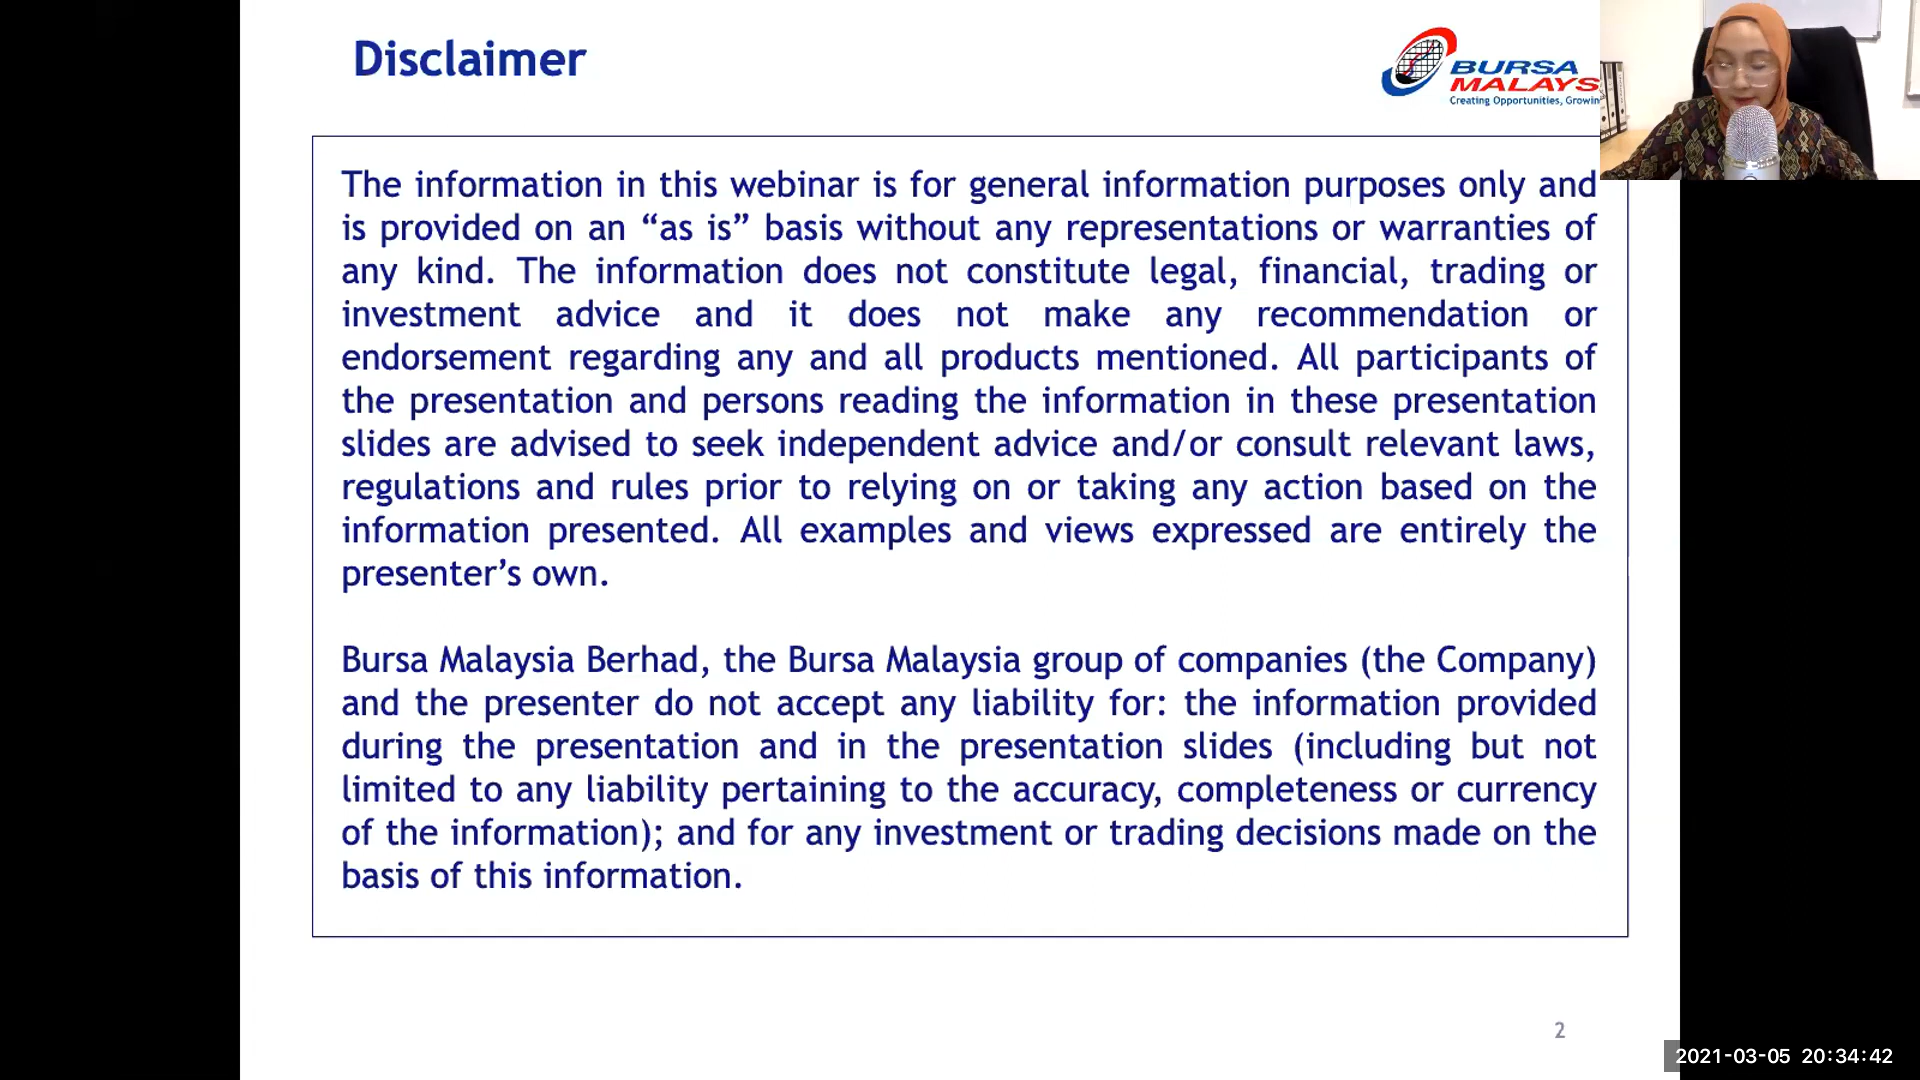 Disclaimer
BURSA
MALAYS
Creating Opportunities, Growin
The information in this webinar is for general information purposes only and
is provided on an “as is” basis without any representations or warranties of
any kind. The information does not constitute legal, financial, trading or
investment advice and it does not make any recommendation or
endorsement regarding any and all products mentioned. All participants of
the presentation and persons reading the information in these presentation
slides are advised to seek independent advice and/or consult relevant laws,
regulations and rules prior to relying on or taking any action based on the
information presented. All examples and views expressed are entirely the
presenter’s own.
Bursa Malaysia Berhad, the Bursa Malaysia group of companies (the Company)
and the presenter do not accept any liability for: the information provided
during the presentation and in the presentation slides (including but not
limited to any liability pertaining to the accuracy, completeness or currency
of the information); and for any investment or trading decisions made on the
basis of this information.
2
2021-03-05 20:34:42